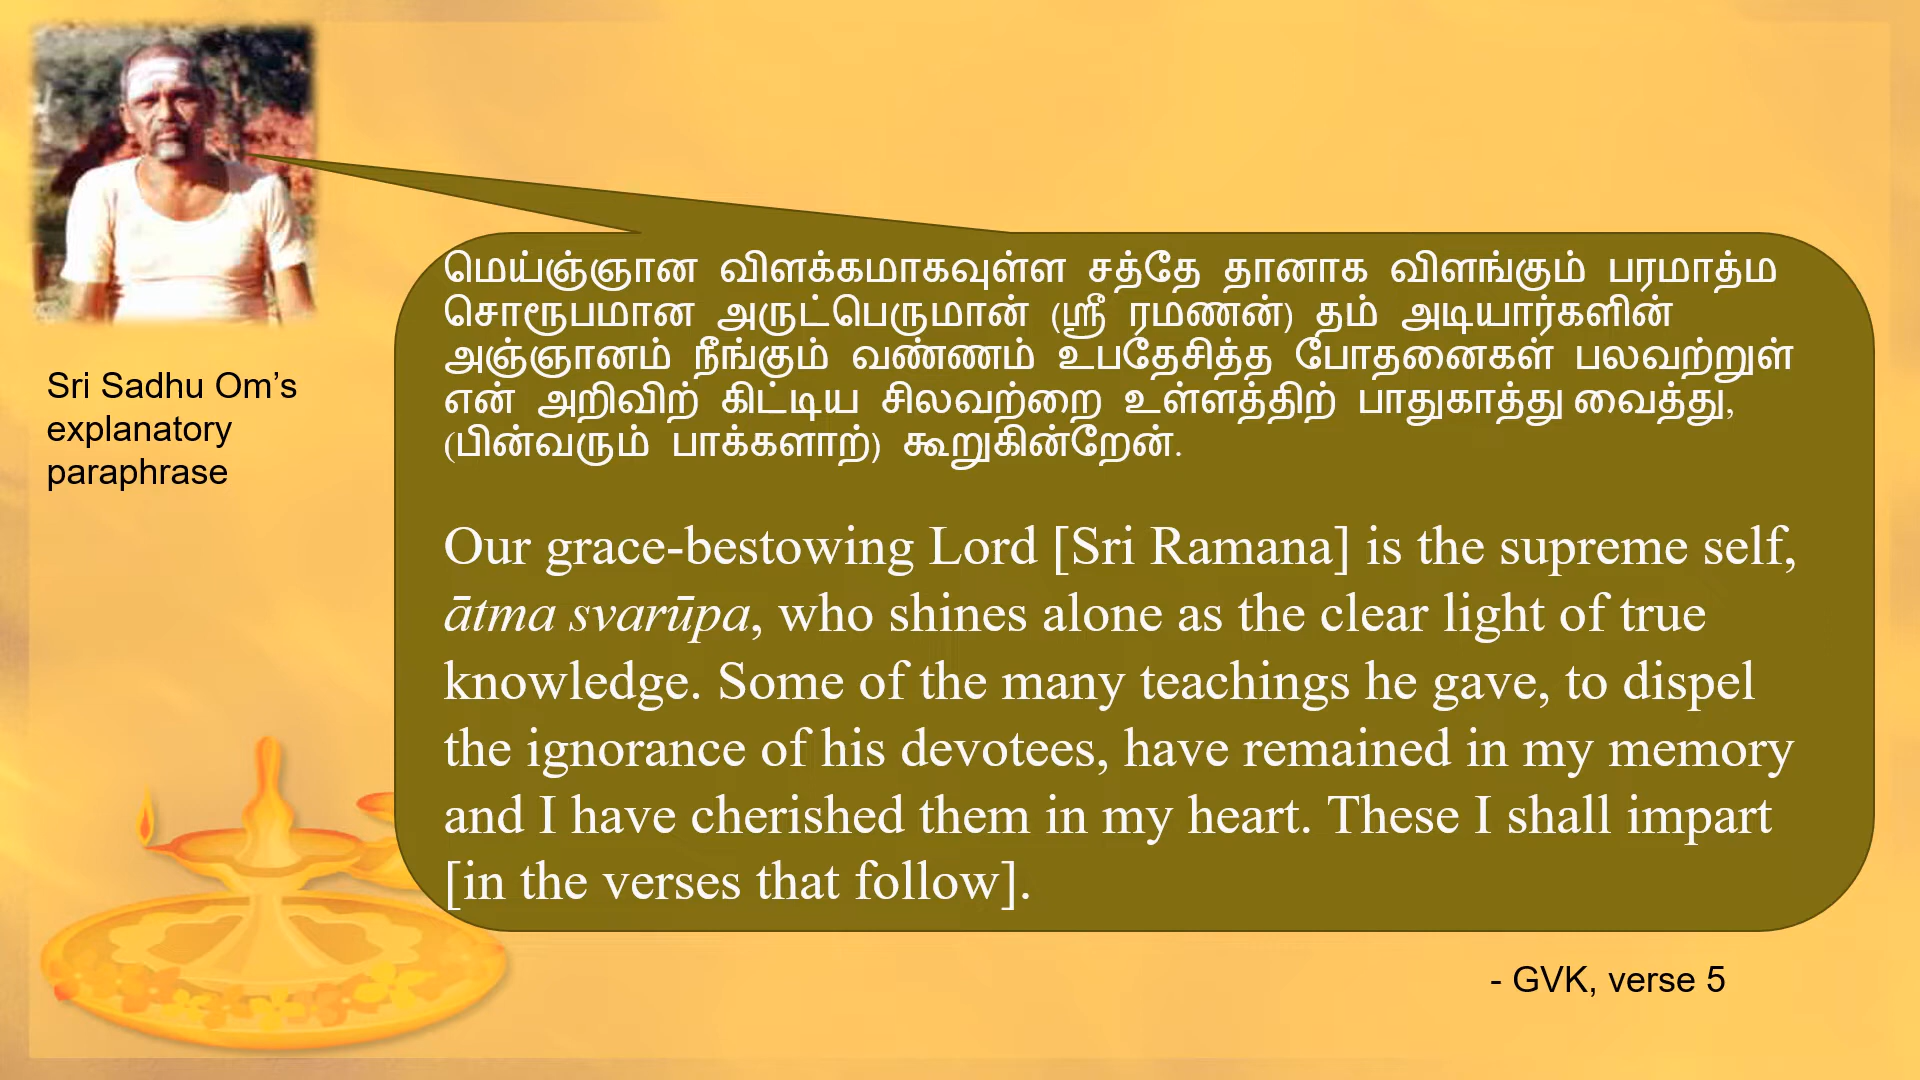 Sri Sadhu Om’s
explanatory
paraphrase
மெய்ஞ்ஞான விளக்கமாகவுள்ள சத்தே தானாக விளங்கும் பரமாத்ம
சொரூபமான அருட்பெருமான் (ஸ்ரீ ரமணன்) தம் அடியார்களின்
அஞ்ஞானம் நீங்கும் வண்ணம் உபதேசித்த போதனைகள் பலவற்றுள்
என் அறிவிற் கிட்டிய சிலவற்றை உள்ளத்திற் பாதுகாத்து வைத்து,
(பின்வரும் பாக்களாற்) கூறுகின்றேன்.
Our grace-bestowing Lord [Sri Ramana] is the supreme self,
ātma svarūpa, who shines alone as the clear light of true
knowledge. Some of the many teachings he gave, to dispel
the ignorance of his devotees, have remained in my memory
and I have cherished them in my heart. These I shall impart
[in the verses that follow].
- GVK, verse 5